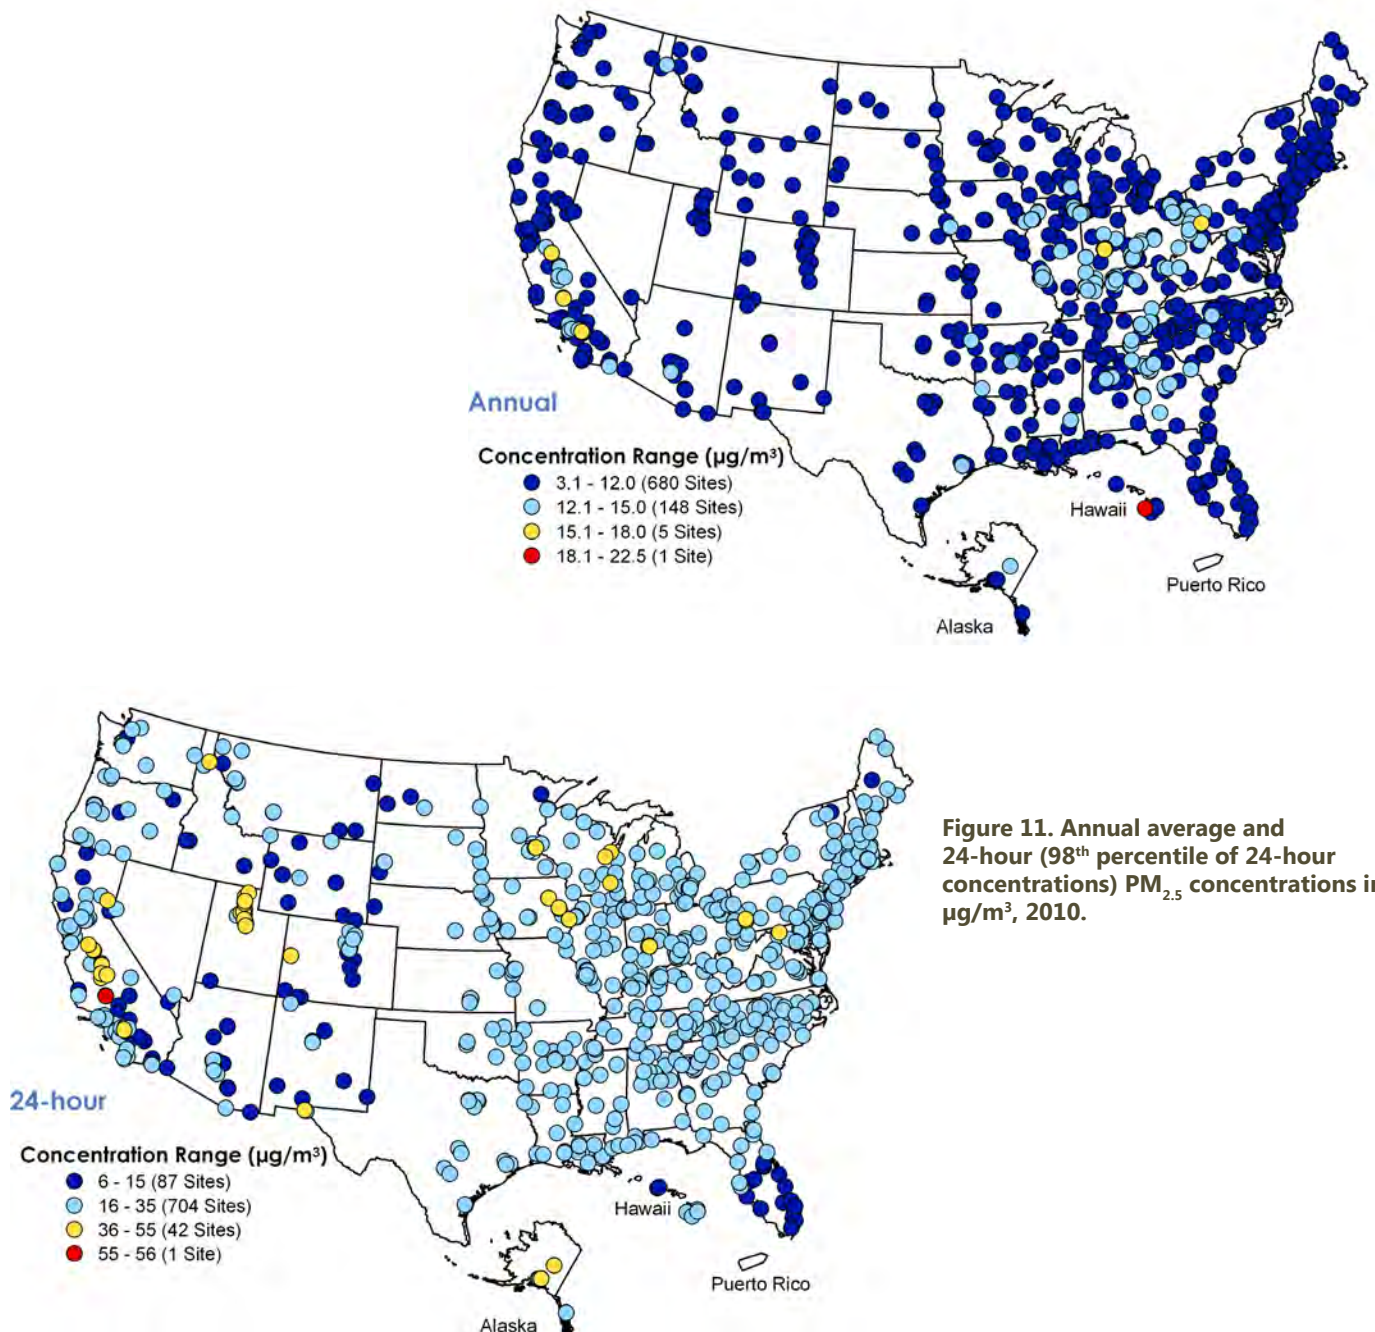 Annual
Concentration Range (µg/m³)
3.1 - 12.0 (680 Sites)
12.1 - 15.0 (148 Sites)
15.1 - 18.0 (5 Sites)
18.1 - 22.5 (1 Site)
Hawaii
Puerto Rico
Alaska
24-hour
Concentration Range (µg/m³)
6 - 15 (87 Sites)
16 - 35 (704 Sites)
36 - 55 (42 Sites)
55 - 56 (1 Site)
Hawaii
Puerto Rico
Alaska
Figure 11. Annual average and
24-hour (98th percentile of 24-hour
concentrations) PM2.5 concentrations in
µg/m³, 2010.